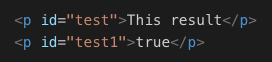 <p id="test">This result</p>
<p id="test1">true</p>